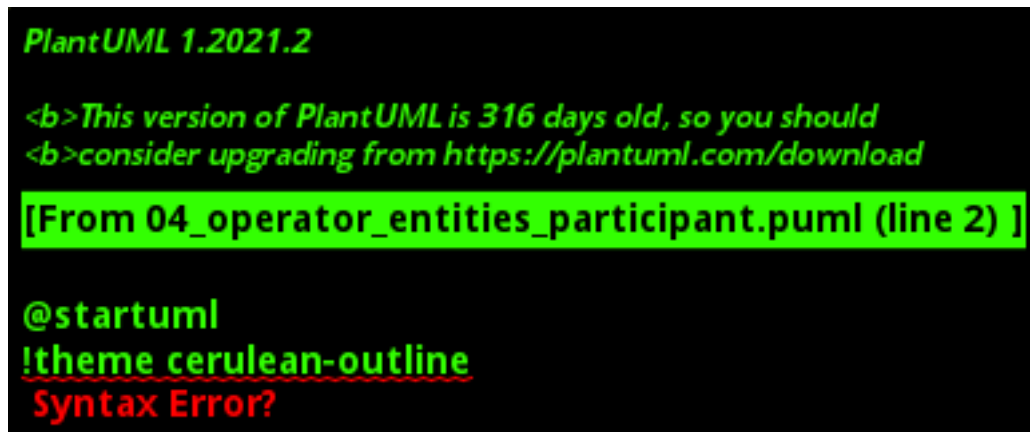 PlantUML 1.2021.2
<b>This version of PlantUML is 316 days old, so you should
<b>consider upgrading from https://plantuml.com/download
[From 04_operator_entities_participant.puml (line 2) ]
@startuml
!theme cerulean-outline
Syntax Error?